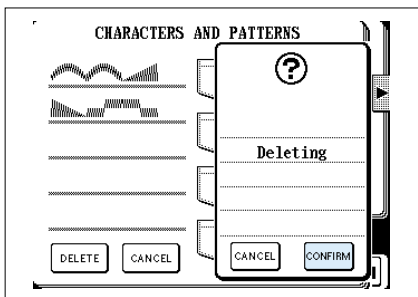 CHARACTERS AND PATTERNS
?
Deleting
DELETE
CANCEL
CANCEL
CONFIRM